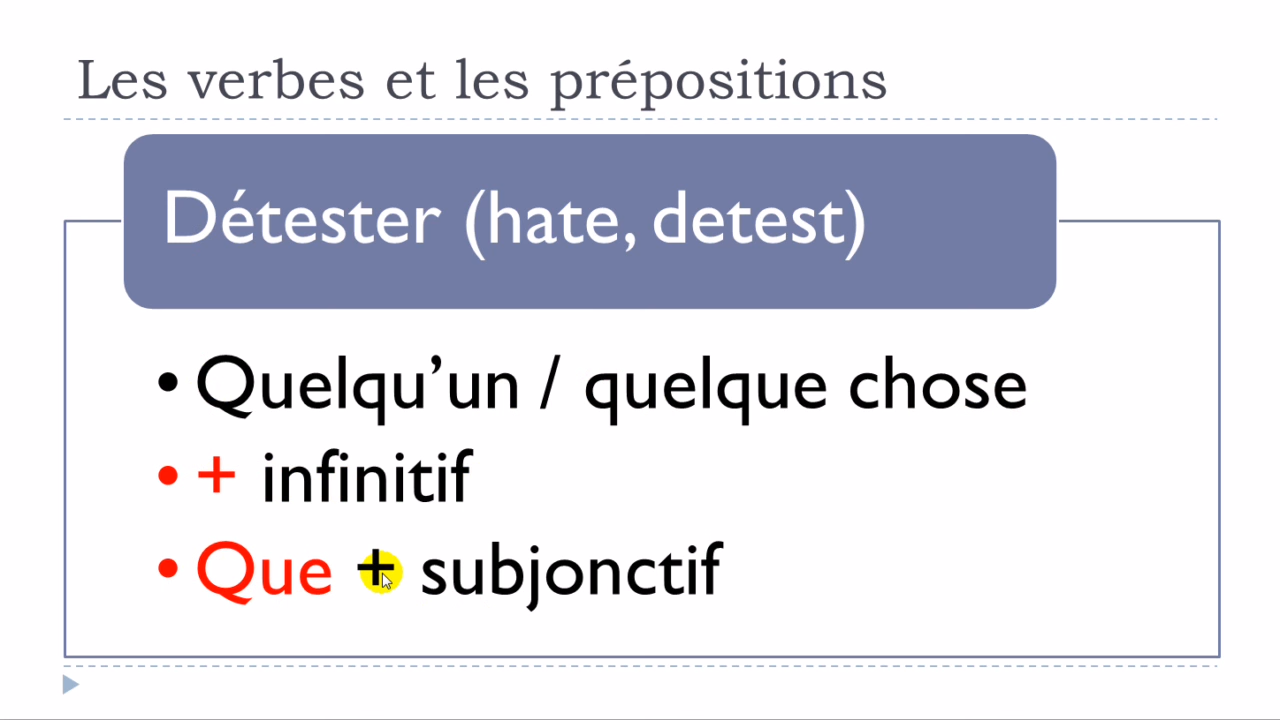 Les verbes et les prépositions
Détester (hate, detest)
• Quelqu’un / quelque chose
• + infinitif
• Que + subjonctif